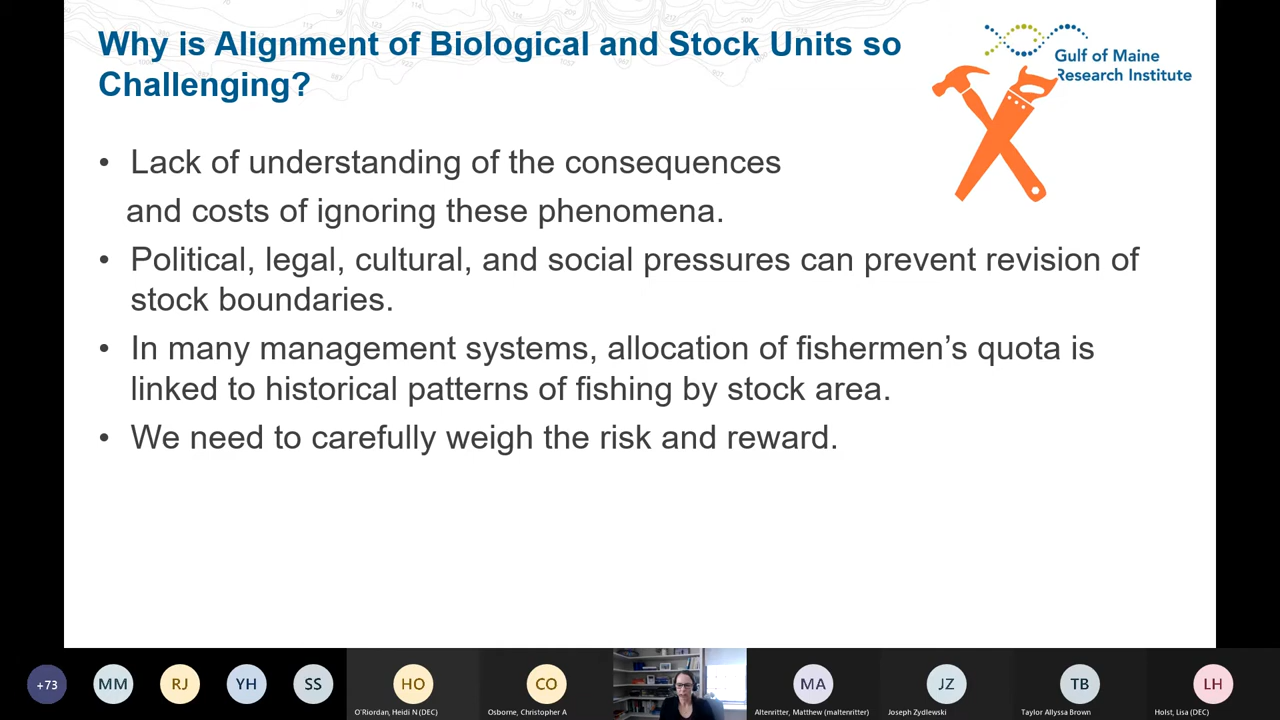 Why is Alignment of Biological and Stock Units so
Challenging?
Gulf of Maine
Research Institute
• Lack of understanding of the consequences
and costs of ignoring these phenomena.
• Political, legal, cultural, and social pressures can prevent revision of
stock boundaries.
• In many management systems, allocation of fishermen’s quota is
linked to historical patterns of fishing by stock area.
• We need to carefully weigh the risk and reward.
+73
MM
RJ
YH
SS
HO
O'Riordan, Heidi N (DEC)
CO
Osborne, Christopher A
MA
Altenritter, Matthew (maltenritter)
JZ
Joseph Zydlewski
TB
Taylor Allyssa Brown
LH
Holst, Lisa (DEC)